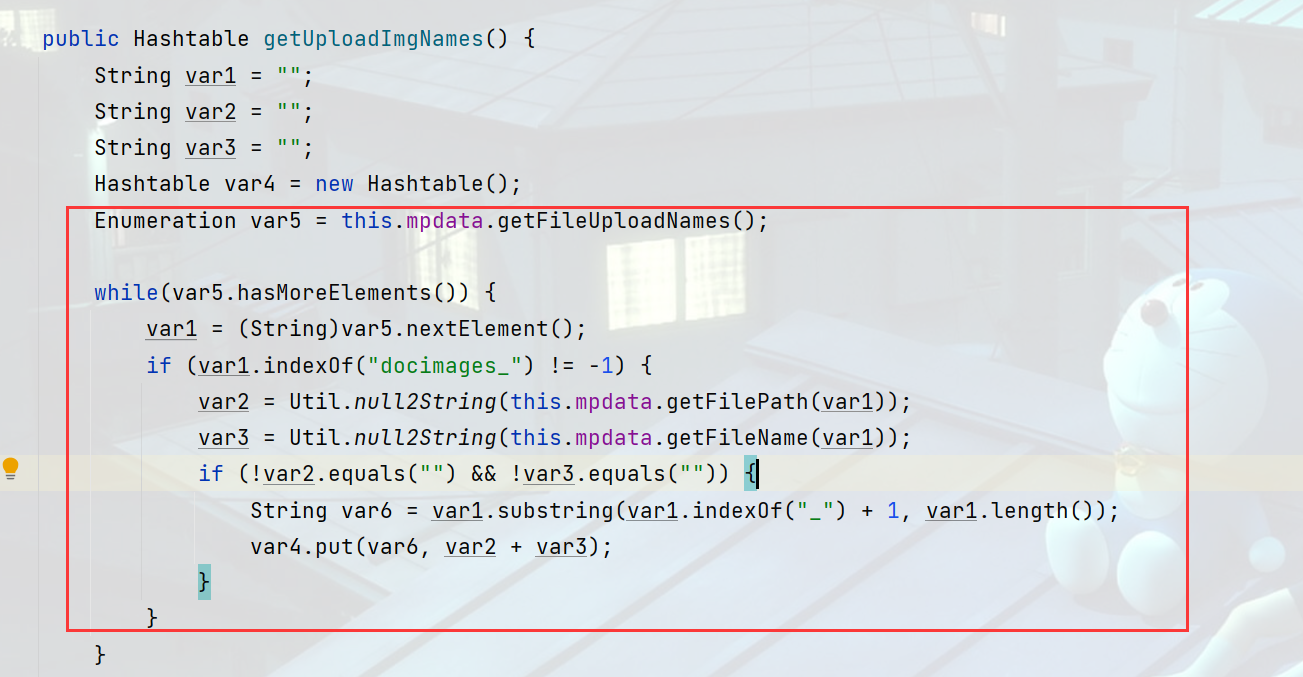 public Hashtable getUploadImgNames() {
String var1 = "";
String var2 = "";
String var3 = "";
Hashtable var4 = new Hashtable();
Enumeration var5 = this.mpdata.getFileUploadNames();
while(var5.hasMoreElements()) {
var1 = (String)var5.nextElement();
if (var1.indexOf("docimages_") != -1) {
var2 = Util.null2String(this.mpdata.getFilePath(var1));
var3 = Util.null2String(this.mpdata.getFileName(var1));
if (!var2.equals("") && !var3.equals("")) {
String var6 = var1.substring(var1.indexOf("_") + 1, var1.length());
var4.put(var6, var2 + var3);
}
}
}